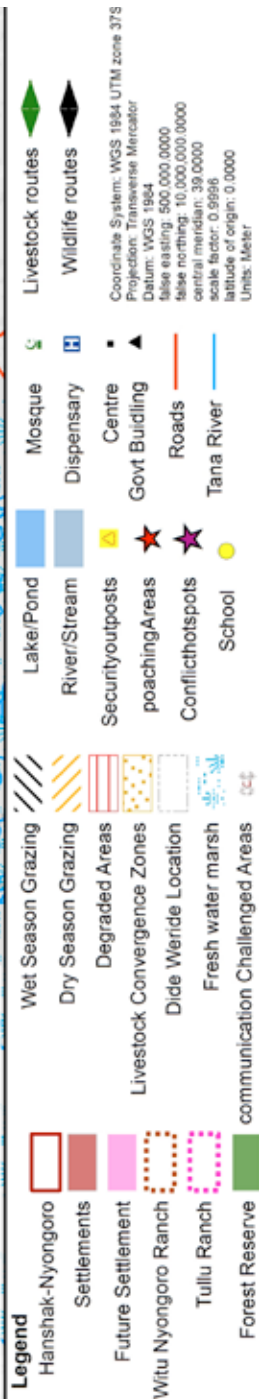 Legend
Hanshak-Nyongoro
Settlements
Future Settlement
Witu Nyongoro Ranch
Tullu Ranch
Forest Reserve
Wet Season Grazing
Dry Season Grazing
Degraded Areas
Livestock Convergence Zones
Dide Weride Location
Fresh water marsh
communication Challenged Areas
Lake/Pond
River/Stream
Securityoutposts
poachingAreas
Conflicthotspots
School
Mosque
Dispensary
Centre
Govt Buidling
Roads
Tana River
Livestock routes
Wildlife routes
Coordinate System: WGS 1984 UTM zone 37S
Projection: Transverse Mercator
Datum: WGS 1984
false easting: 500,000.0000
false northing: 10,000,000.0000
central meridian: 39.0000
scale factor: 0.9996
latitude of origin: 0.0000
Units: Meter